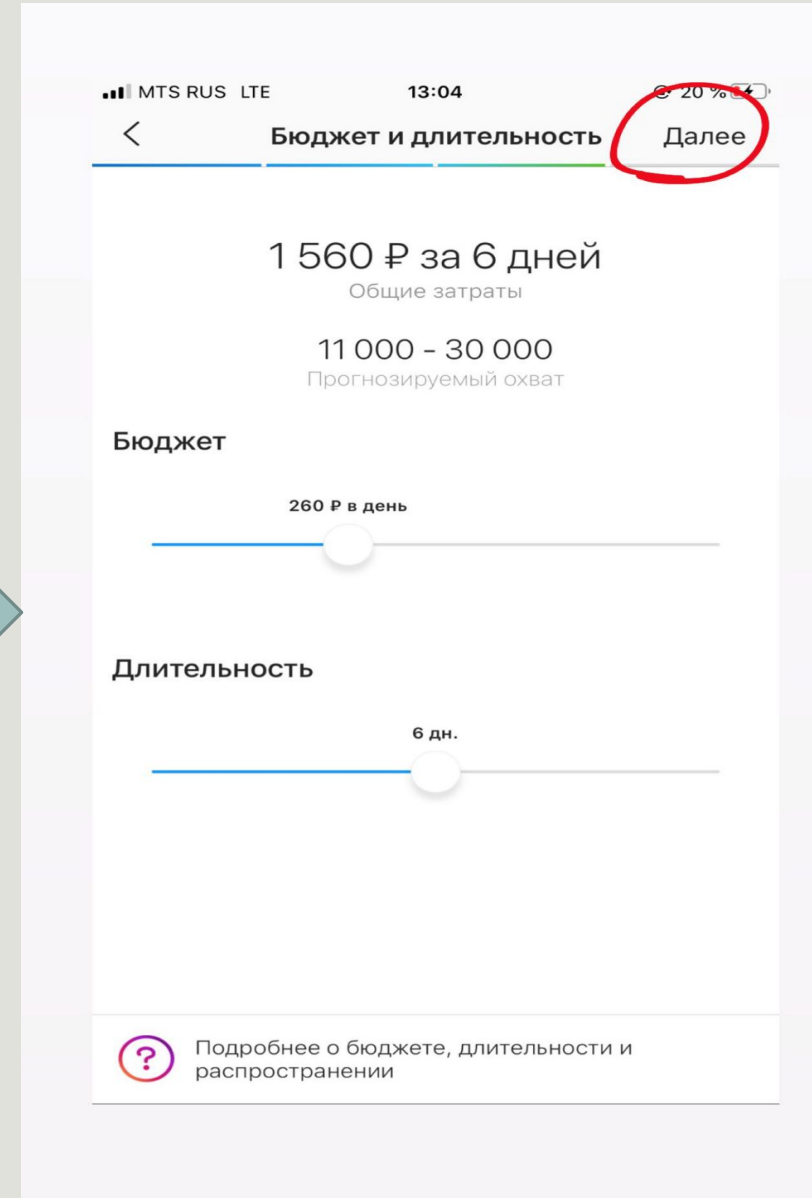 MTS RUS LTE 13:04 20 %
Бюджет и длительность Далее
1 560 ₽ за 6 дней
Общие затраты
11 000 - 30 000
Прогнозируемый охват
Бюджет
260 ₽ в день
Длительность
6 дн.
? Подробнее о бюджете, длительности и
распространении